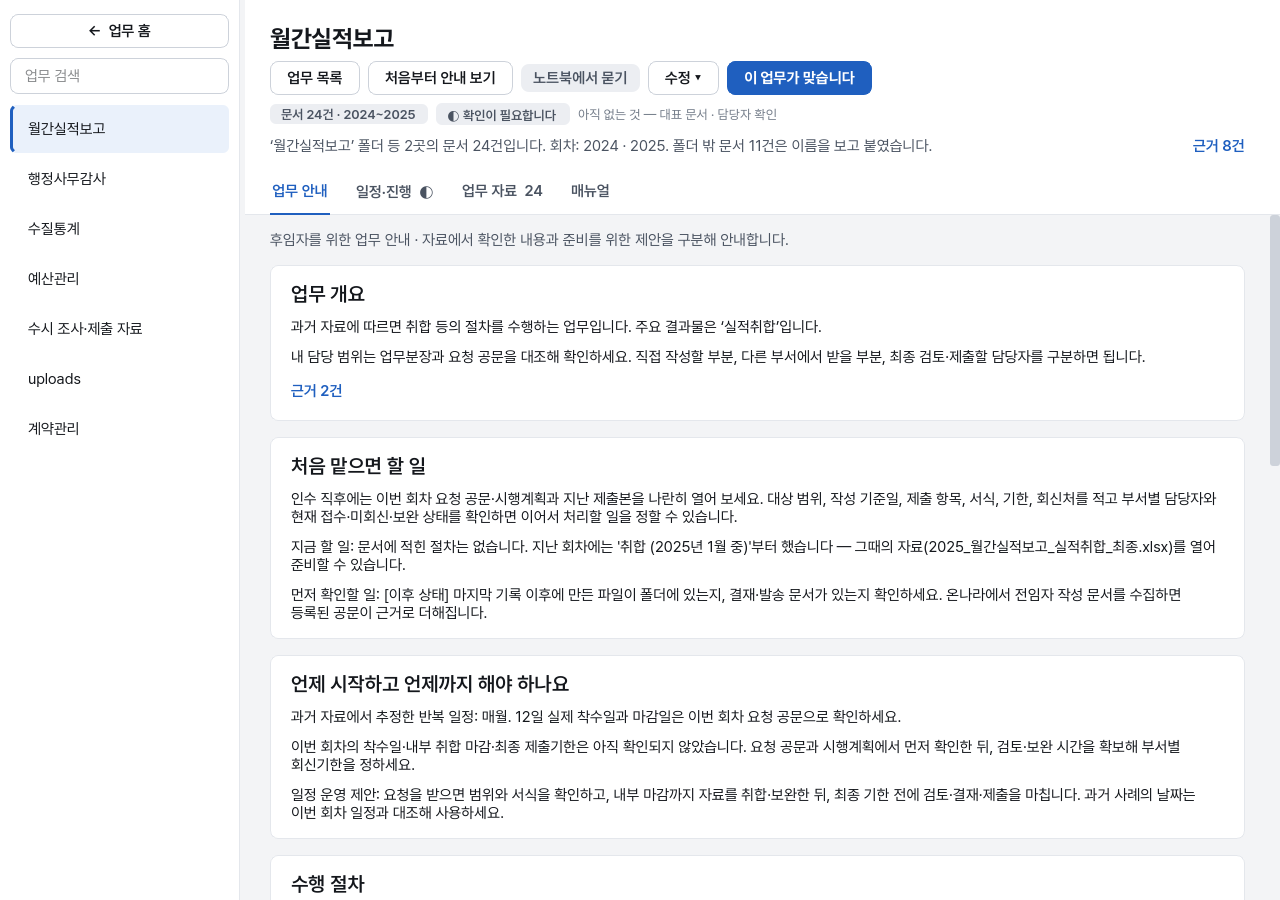 ← 업무 홈
업무 검색
월간실적보고
행정사무감사
수질통계
예산관리
수시 조사·제출 자료
uploads
계약관리
월간실적보고
업무 목록
처음부터 안내 보기
노트북에서 묻기
수정 ▾
이 업무가 맞습니다
문서 24건 · 2024~2025
◐ 확인이 필요합니다
아직 없는 것 — 대표 문서 · 담당자 확인
‘월간실적보고’ 폴더 등 2곳의 문서 24건입니다. 회차: 2024 · 2025. 폴더 밖 문서 11건은 이름을 보고 붙였습니다.
근거 8건
업무 안내
일정·진행 ◐
업무 자료 24
매뉴얼
후임자를 위한 업무 안내 · 자료에서 확인한 내용과 준비를 위한 제안을 구분해 안내합니다.
업무 개요
과거 자료에 따르면 취합 등의 절차를 수행하는 업무입니다. 주요 결과물은 ‘실적취합’입니다.
내 담당 범위는 업무분장과 요청 공문을 대조해 확인하세요. 직접 작성할 부분, 다른 부서에서 받을 부분, 최종 검토·제출할 담당자를 구분하면 됩니다.
근거 2건
처음 맡으면 할 일
인수 직후에는 이번 회차 요청 공문·시행계획과 지난 제출본을 나란히 열어 보세요. 대상 범위, 작성 기준일, 제출 항목, 서식, 기한, 회신처를 적고 부서별 담당자와
현재 접수·미회신·보완 상태를 확인하면 이어서 처리할 일을 정할 수 있습니다.
지금 할 일: 문서에 적힌 절차는 없습니다. 지난 회차에는 '취합 (2025년 1월 중)'부터 했습니다 — 그때의 자료(2025_월간실적보고_실적취합_최종.xlsx)를 열어
준비할 수 있습니다.
먼저 확인할 일: [이후 상태] 마지막 기록 이후에 만든 파일이 폴더에 있는지, 결재·발송 문서가 있는지 확인하세요. 온나라에서 전임자 작성 문서를 수집하면
등록된 공문이 근거로 더해집니다.
언제 시작하고 언제까지 해야 하나요
과거 자료에서 추정한 반복 일정: 매월. 12일 실제 착수일과 마감일은 이번 회차 요청 공문으로 확인하세요.
이번 회차의 착수일·내부 취합 마감·최종 제출기한은 아직 확인되지 않았습니다. 요청 공문과 시행계획에서 먼저 확인한 뒤, 검토·보완 시간을 확보해 부서별
회신기한을 정하세요.
일정 운영 제안: 요청을 받으면 범위와 서식을 확인하고, 내부 마감까지 자료를 취합·보완한 뒤, 최종 기한 전에 검토·결재·제출을 마칩니다. 과거 사례의 날짜는
이번 회차 일정과 대조해 사용하세요.
수행 절차